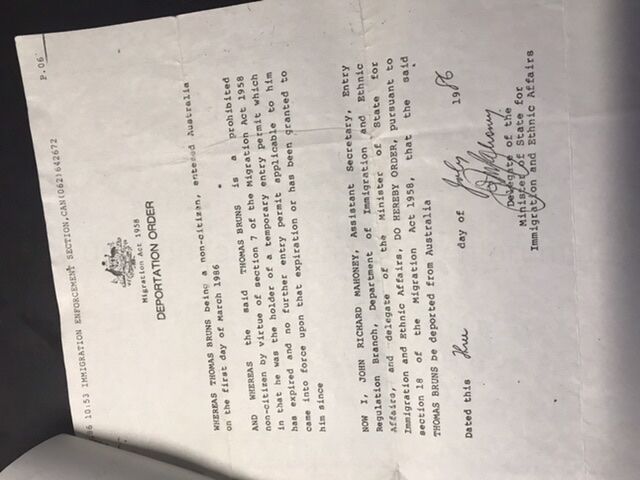 86 10:53 IMMIGRATION ENFORCEMENT SECTION,CAN(062)642672
P.06
Migration Act 1958
DEPORTATION ORDER
WHEREAS THOMAS BRUNS being a non-citizen, entered Australia
on the first day of March 1986
AND WHEREAS the said THOMAS BRUNS is a prohibited
non-citizen by virtue of section 7 of the Migration Act 1958
in that he was the holder of a temporary entry permit which
has expired and no further entry permit applicable to him
came into force upon that expiration or has been granted to
him since
NOW I, JOHN RICHARD MAHONEY, Assistant Secretary, Entry
Regulation Branch, Department of Immigration and Ethnic
Affairs, and delegate of the Minister of State for
Immigration and Ethnic Affairs, DO HEREBY ORDER, pursuant to
section 18 of the Migration Act 1958, that the said
THOMAS BRUNS be deported from Australia
Dated this Three day of July 1986
Delegate of the
Minister of State for
Immigration and Ethnic Affairs